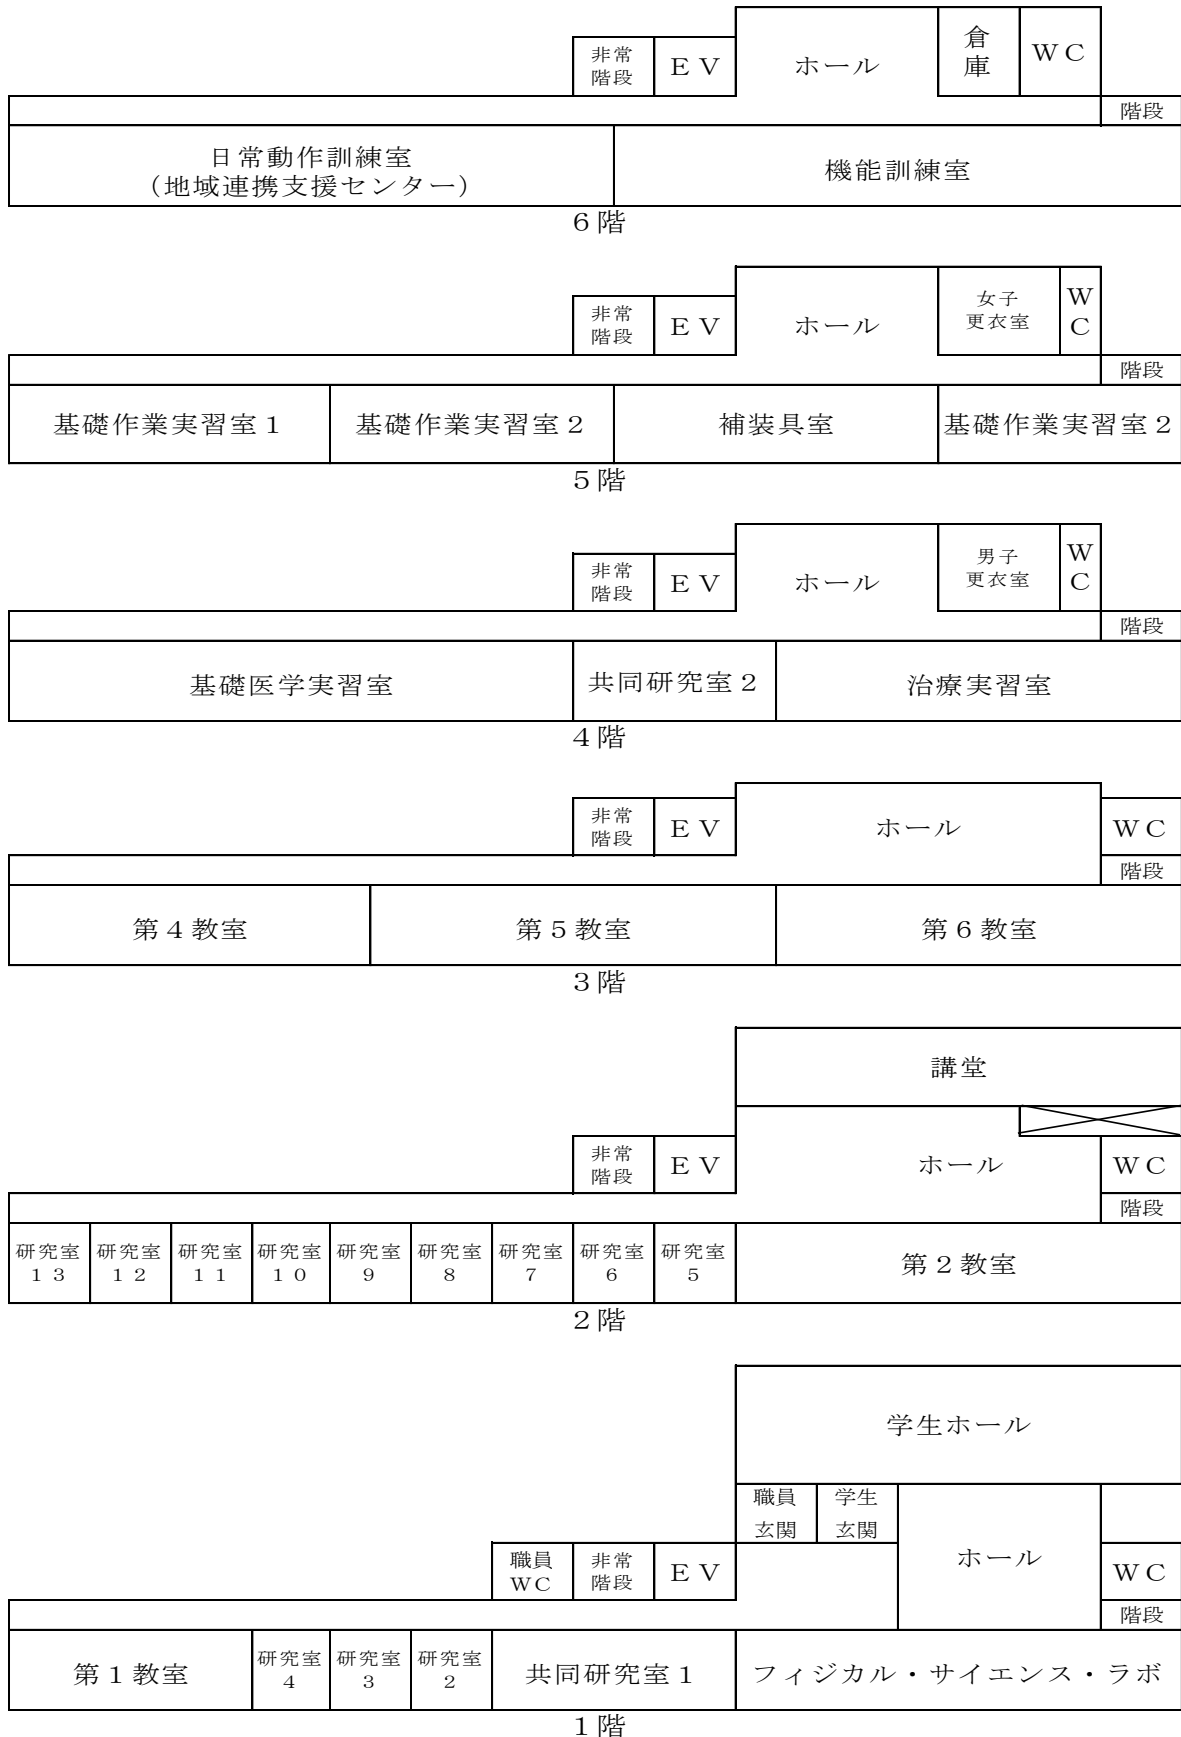 非常
階段
ＥＶ
ホール
倉
庫
ＷＣ
階段
日常動作訓練室
（地域連携支援センター）
機能訓練室
６階
非常
階段
ＥＶ
ホール
女子
更衣室
Ｗ
Ｃ
階段
基礎作業実習室１
基礎作業実習室２
補装具室
基礎作業実習室２
５階
非常
階段
ＥＶ
ホール
男子
更衣室
Ｗ
Ｃ
階段
基礎医学実習室
共同研究室２
治療実習室
４階
非常
階段
ＥＶ
ホール
ＷＣ
階段
第４教室
第５教室
第６教室
３階
講堂
非常
階段
ＥＶ
ホール
ＷＣ
階段
研究室
１３
研究室
１２
研究室
１１
研究室
１０
研究室
９
研究室
８
研究室
７
研究室
６
研究室
５
第２教室
２階
学生ホール
職員
玄関
学生
玄関
職員
ＷＣ
非常
階段
ＥＶ
ホール
ＷＣ
階段
第１教室
研究室
４
研究室
３
研究室
２
共同研究室１
フィジカル・サイエンス・ラボ
１階